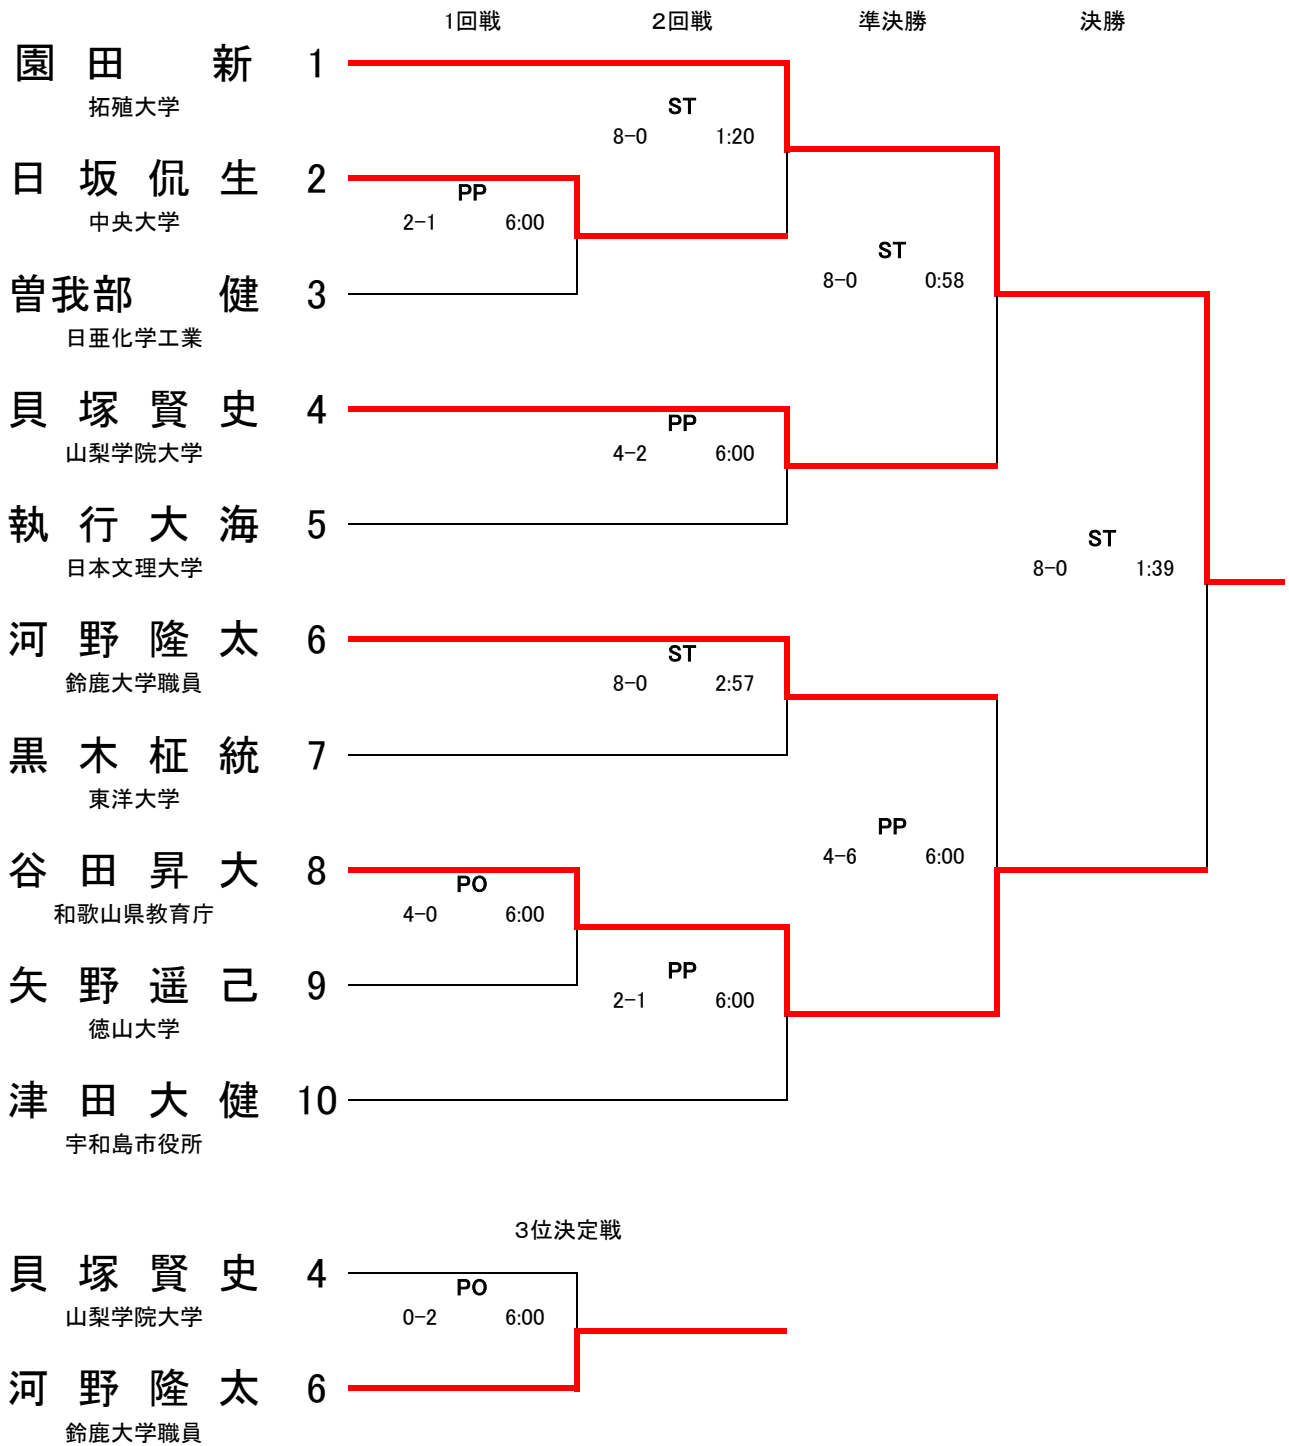 1回戦 2回戦 準決勝 決勝
園田 新 1
拓殖大学
ST
8-0 1:20
日坂侃生 2
中央大学
PP
2-1 6:00
ST
8-0 0:58
曽我部 健 3
日亜化学工業
貝塚賢史 4
山梨学院大学
PP
4-2 6:00
執行大海 5
日本文理大学
ST
8-0 1:39
河野隆太 6
鈴鹿大学職員
ST
8-0 2:57
黒木柾統 7
東洋大学
PP
4-6 6:00
谷田昇大 8
和歌山県教育庁
PO
4-0 6:00
矢野遥己 9
徳山大学
PP
2-1 6:00
津田大健 10
宇和島市役所
3位決定戦
貝塚賢史 4
山梨学院大学
PO
0-2 6:00
河野隆太 6
鈴鹿大学職員